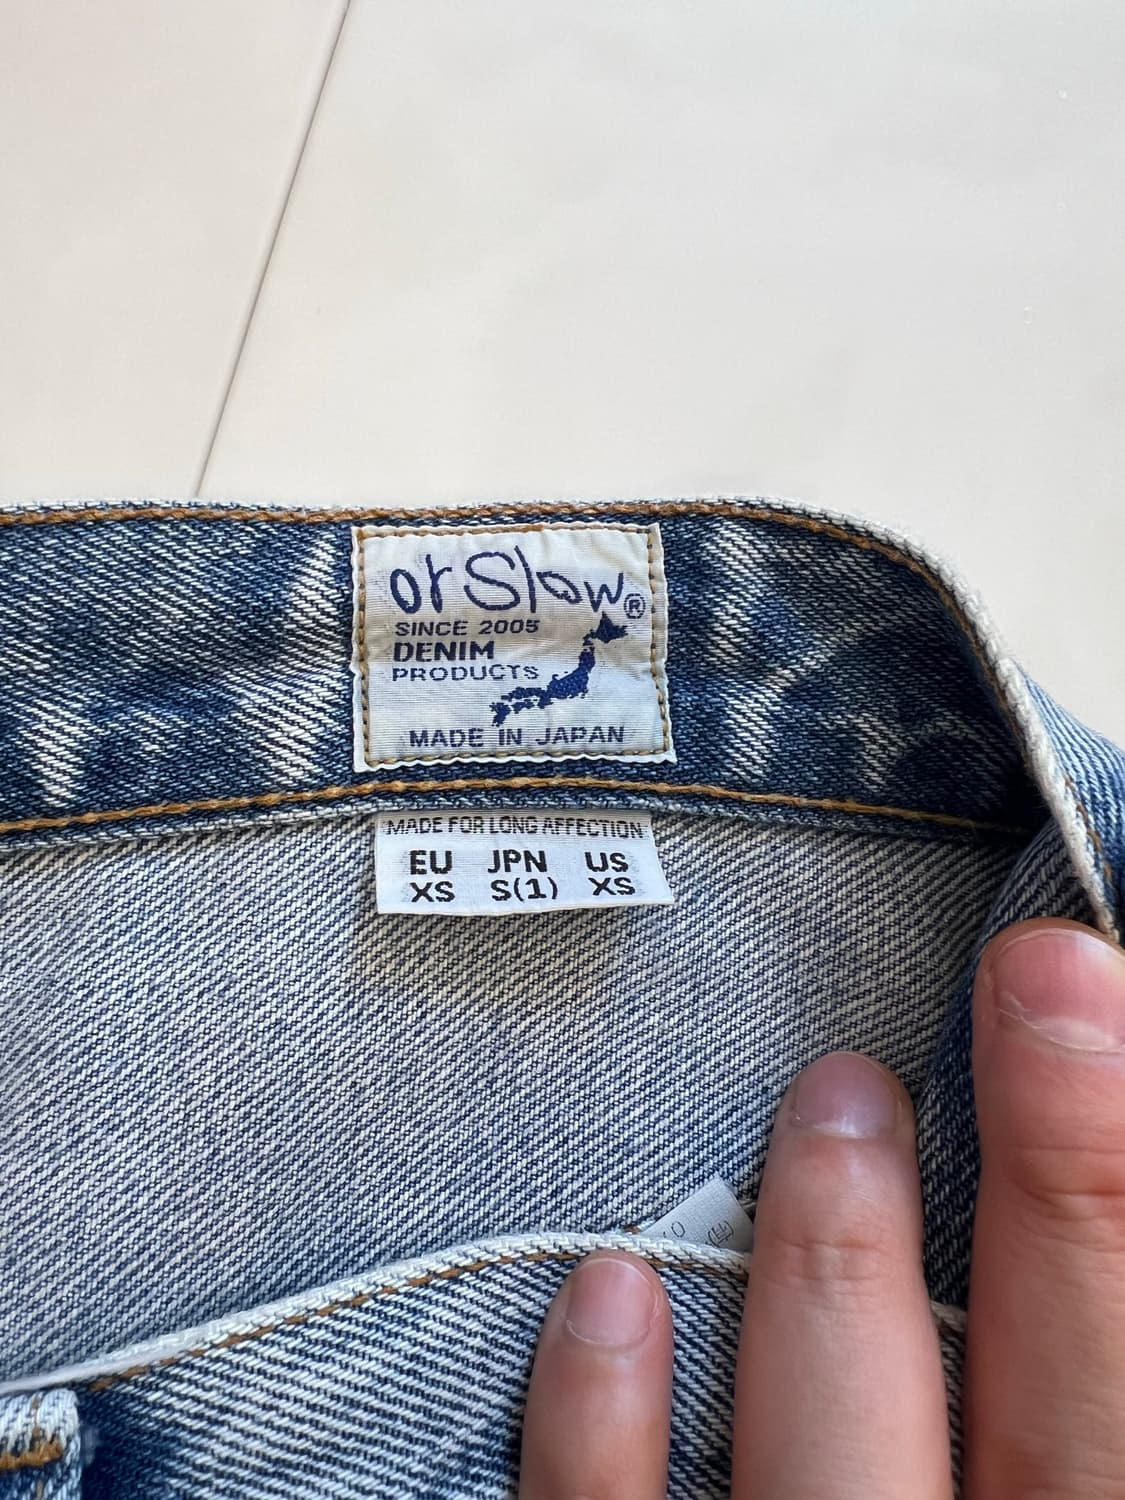 orSlow®
SINCE 2005
DENIM
PRODUCTS
MADE IN JAPAN
MADE FOR LONG AFFECTION
EU JPN US
XS S(1) XS